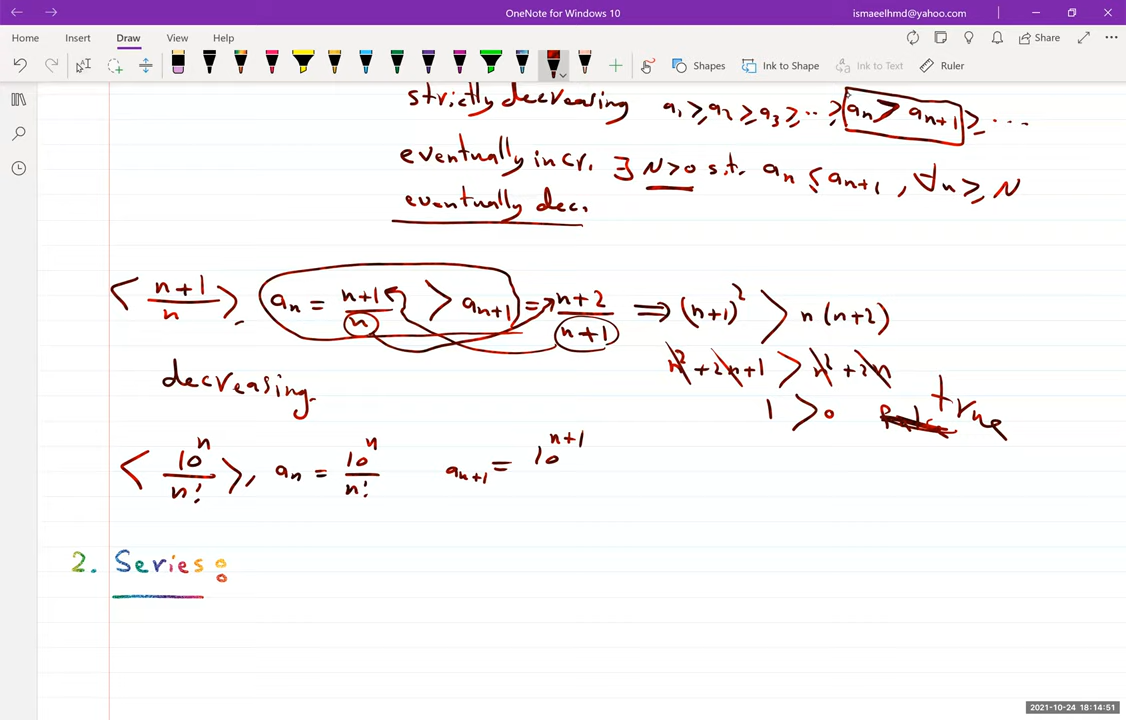 OneNote for Windows 10
ismaeelhmd@yahoo.com
Home Insert Draw View Help
Share
Shapes Ink to Shape Ink to Text Ruler
strictly decreasing a₁ ≥ a₂ ≥ a₃ ≥ ... ≥ aₙ > aₙ₊₁ ≥ ...
eventually incr. ∃ N>0 s.t. aₙ ≤ aₙ₊₁ , ∀n ≥ N
eventually dec.
< n+1/n >. aₙ = n+1/n > aₙ₊₁ = n+2/n+1 ⇒ (n+1)² > n(n+2)
n²+2n+1 > n²+2n
decreasing.
1 > 0 true
< 10ⁿ/n! >, aₙ = 10ⁿ/n! aₙ₊₁ = 10ⁿ⁺¹
2. Series:
2021-10-24 18:14:51